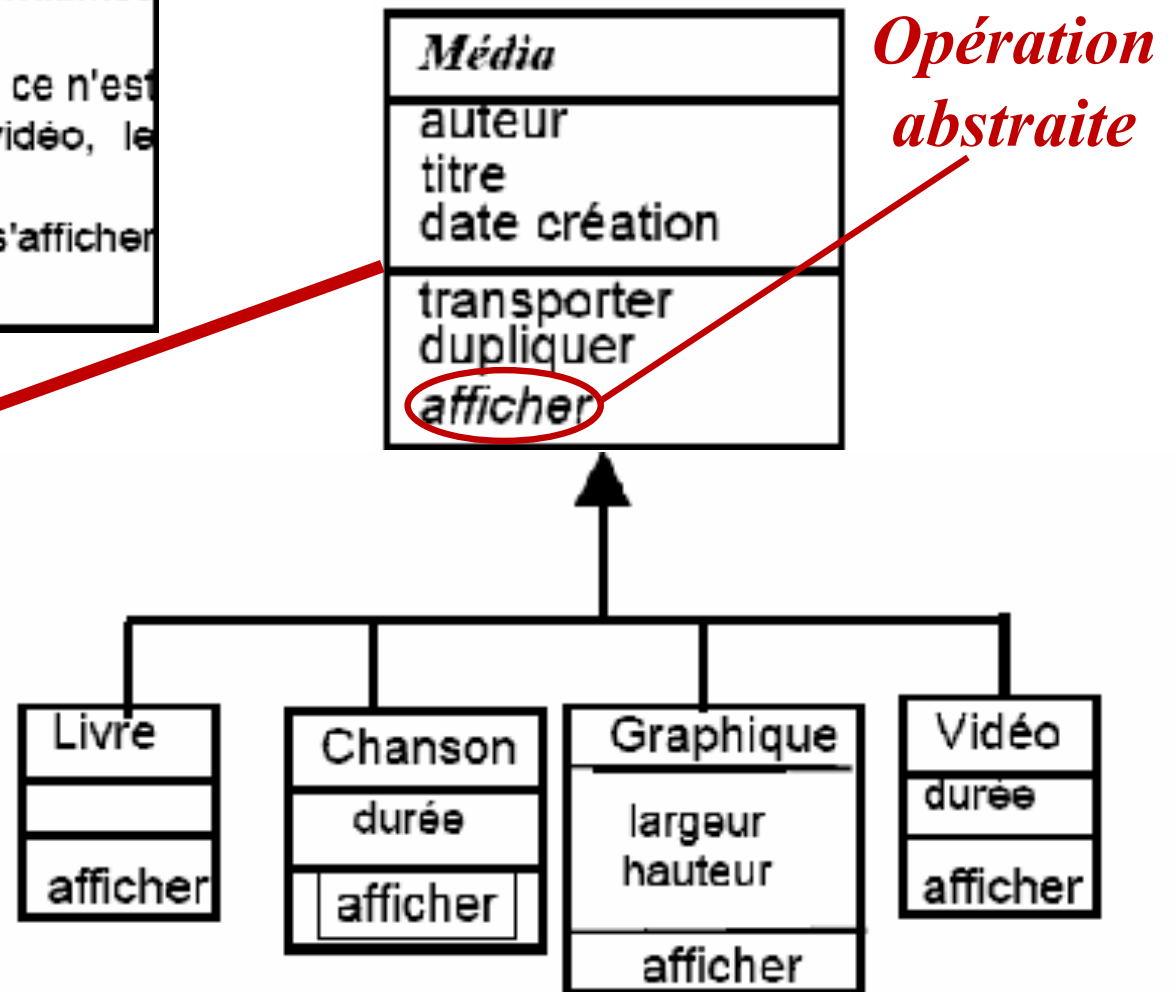 ce n'est
vidéo, le
s'afficher
Média
auteur
titre
date création
transporter
dupliquer
afficher
Opération
abstraite
Livre
afficher
Chanson
durée
afficher
Graphique
largeur
hauteur
afficher
Vidéo
durée
afficher